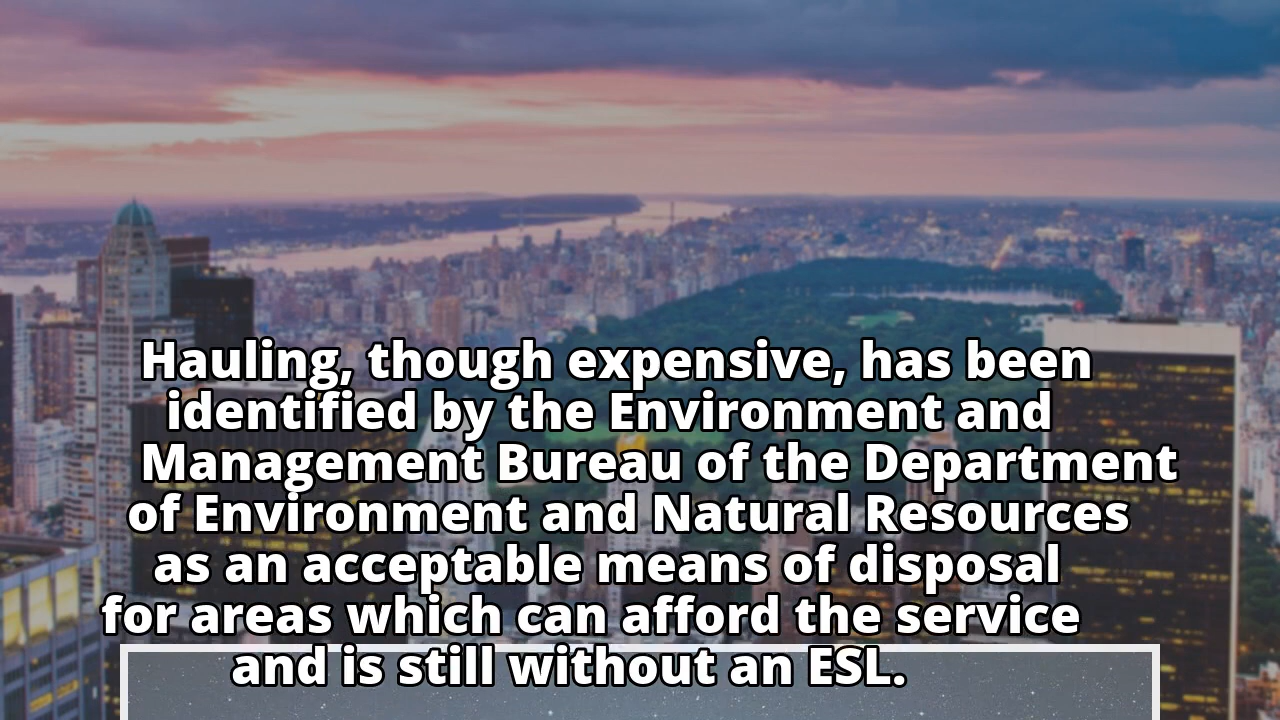 Hauling, though expensive, has been
identified by the Environment and
Management Bureau of the Department
of Environment and Natural Resources
as an acceptable means of disposal
for areas which can afford the service
and is still without an ESL.